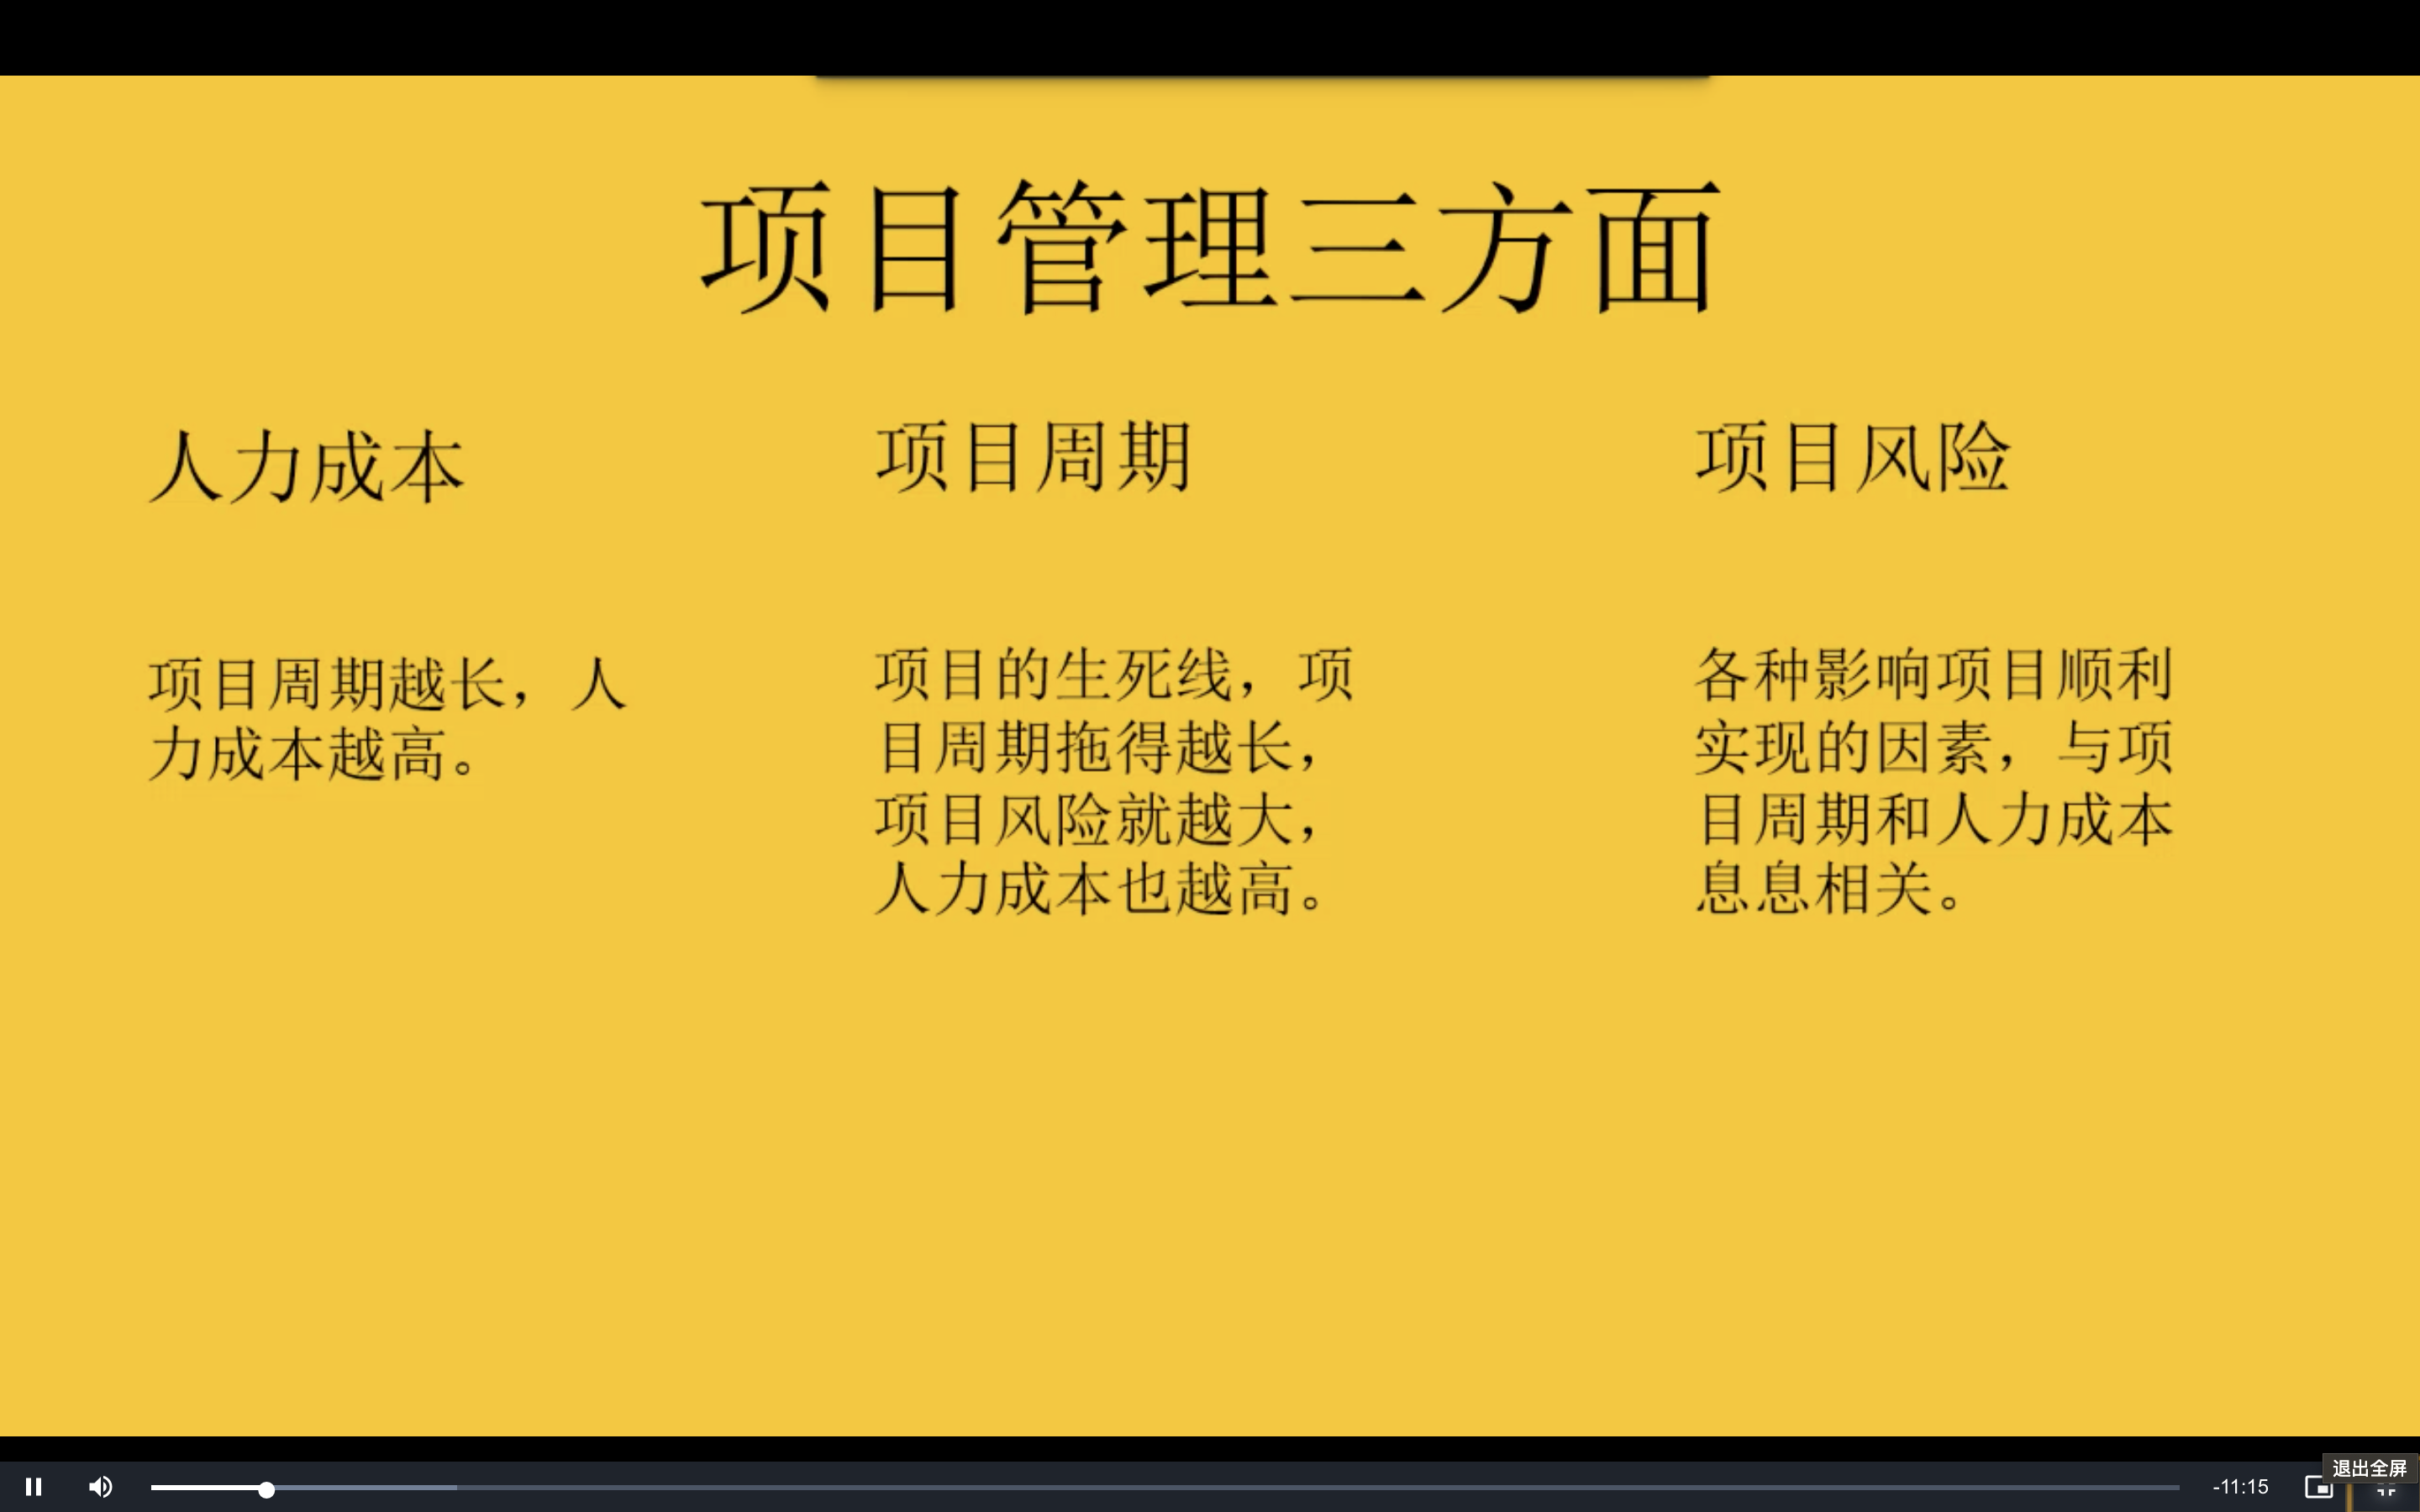 项目管理三方面
人力成本
项目周期越长，人
力成本越高。
项目周期
项目的生死线，项
目周期拖得越长，
项目风险就越大，
人力成本也越高。
项目风险
各种影响项目顺利
实现的因素，与项
目周期和人力成本
息息相关。
退出全屏
-11:15